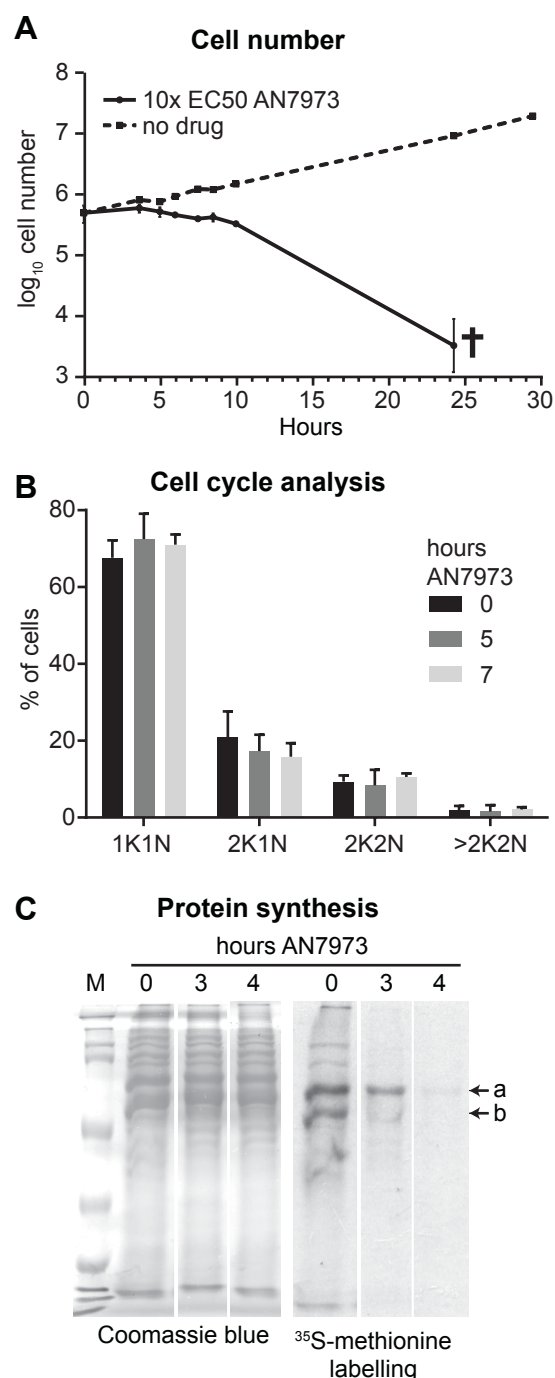 A
Cell number
8
7
6
5
4
3
log10 cell number
10x EC50 AN7973
no drug
†
0 5 10 15 20 25 30
Hours
B
Cell cycle analysis
80
60
40
20
0
% of cells
hours
AN7973
0
5
7
1K1N 2K1N 2K2N >2K2N
C
Protein synthesis
hours AN7973
M 0 3 4 0 3 4
a
b
Coomassie blue
35S-methionine
labelling